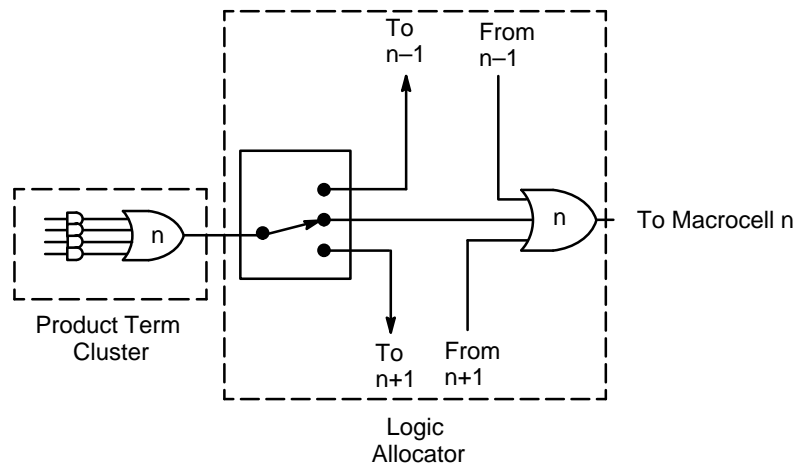 To
n–1
From
n–1
n
n
To Macrocell n
Product Term
Cluster
To
n+1
From
n+1
Logic
Allocator